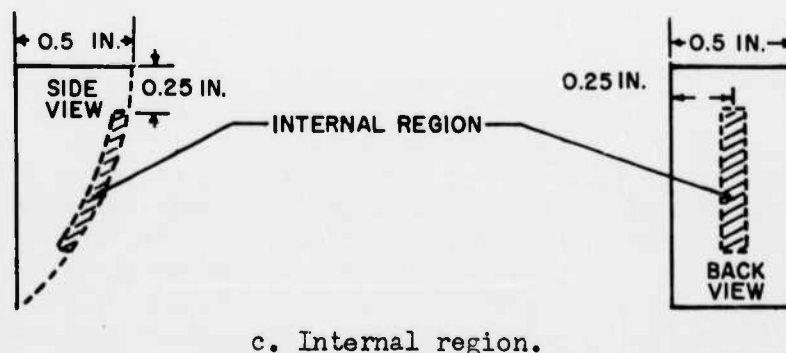 0.5 IN.
0.5 IN.
SIDE
VIEW
0.25 IN.
0.25 IN.
INTERNAL REGION
BACK
VIEW
c. Internal region.